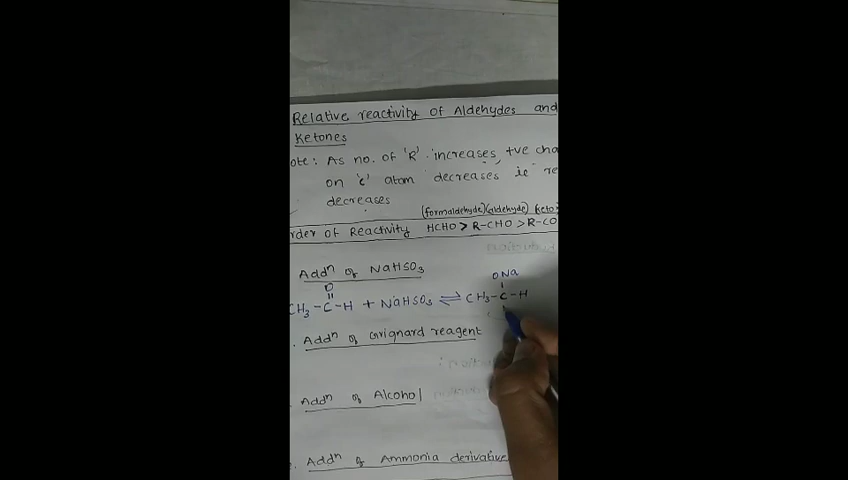 Relative reactivity of Aldehydes and
Ketones
ote: As no. of 'R' increases, +ve cha
on 'c' atom decreases ie re
decreases
(formaldehyde) (aldehyde) keto
rder of Reactivity HCHO > R-CHO > R-CO
Addⁿ of NaHSO₃
O ONa
CH₃-C-H + NaHSO₃ ⇌ CH₃-C-H
. Addⁿ of Grignard reagent
Addⁿ of Alcohol
. Addⁿ of Ammonia derivative